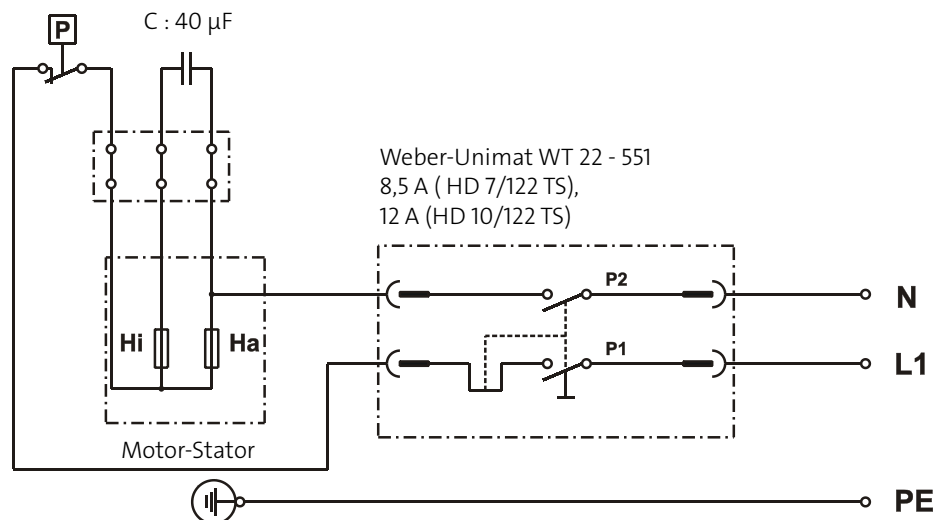 P
C : 40 µF
Weber-Unimat WT 22 - 551
8,5 A ( HD 7/122 TS),
12 A (HD 10/122 TS)
P2
N
Hi
Ha
P1
L1
Motor-Stator
PE